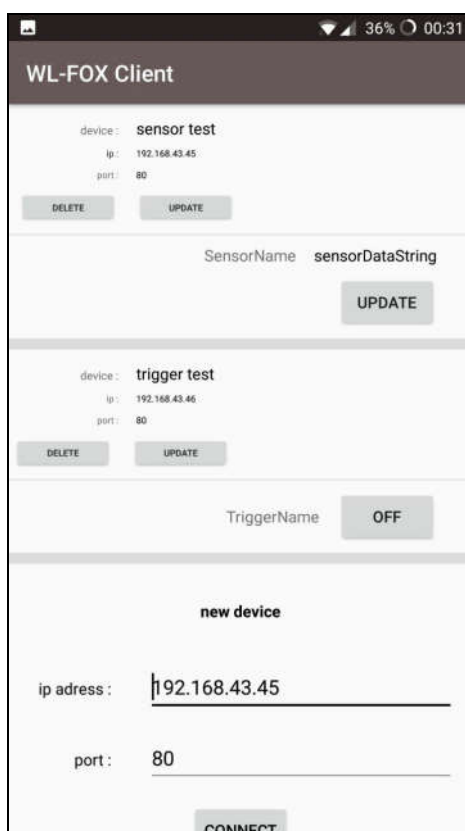 36% 00:31
WL-FOX Client
device : sensor test
ip : 192.168.43.45
port : 80
DELETE UPDATE
SensorName sensorDataString
UPDATE
device : trigger test
ip : 192.168.43.46
port : 80
DELETE UPDATE
TriggerName OFF
new device
ip adress : 192.168.43.45
port : 80
CONNECT